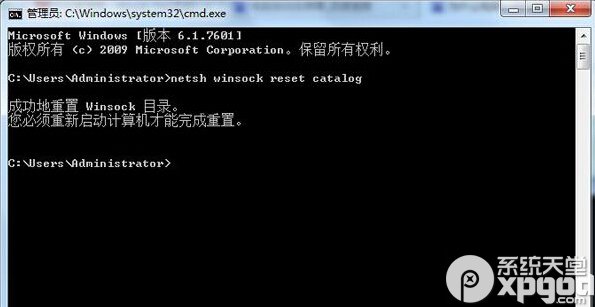 管理员: C:\Windows\system32\cmd.exe
Microsoft Windows [版本 6.1.7601]
版权所有 (c) 2009 Microsoft Corporation。保留所有权利。
C:\Users\Administrator>netsh winsock reset catalog
成功地重置 Winsock 目录。
您必须重新启动计算机才能完成重置。
C:\Users\Administrator>
系统天堂
xpgod